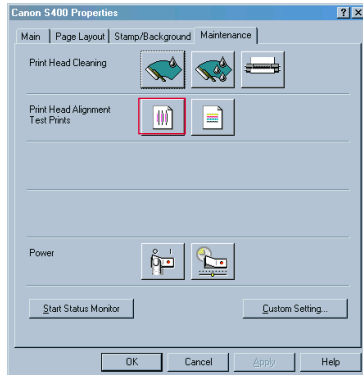 Canon S400 Properties
Main Page Layout Stamp/Background Maintenance
Print Head Cleaning
Print Head Alignment
Test Prints
Power
Start Status Monitor Custom Setting...
OK Cancel Apply Help